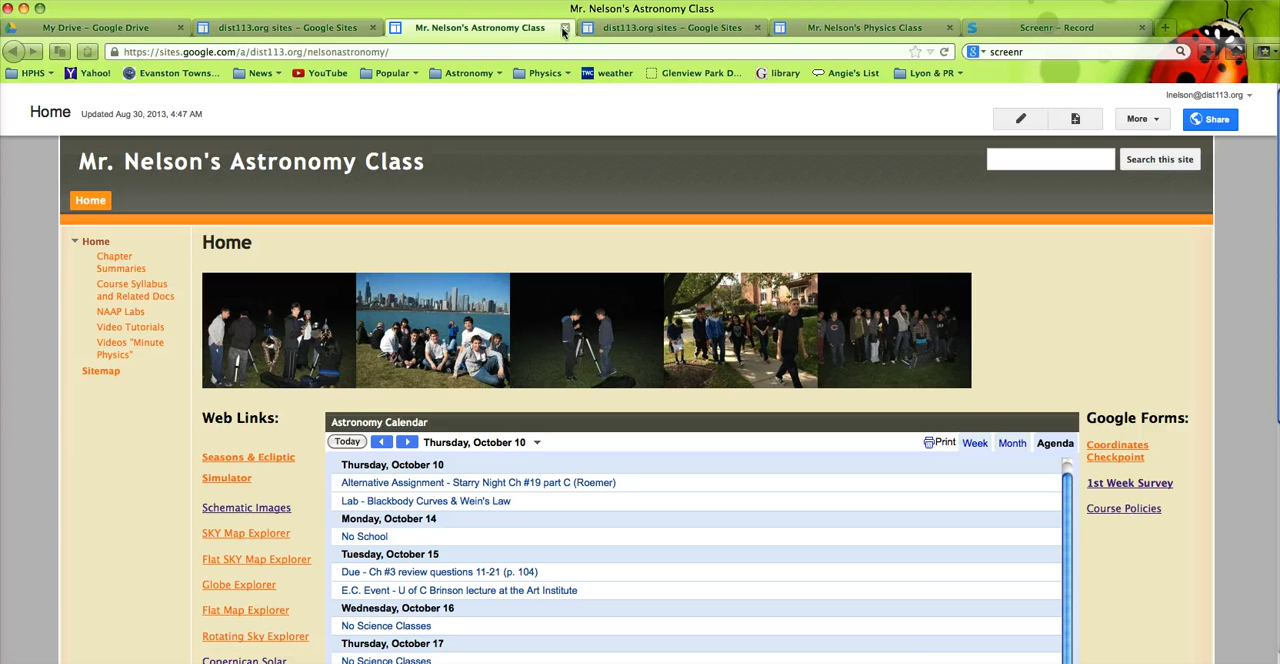 Mr. Nelson's Astronomy Class
My Drive – Google Drive
dist113.org sites – Google Sites
Mr. Nelson's Astronomy Class
dist113.org sites – Google Sites
Mr. Nelson's Physics Class
Screenr – Record
https://sites.google.com/a/dist113.org/nelsonastronomy/
screenr
HPHS
Yahoo!
Evanston Towns...
News
YouTube
Popular
Astronomy
Physics
weather
Glenview Park D...
library
Angie's List
Lyon & PR
lnelson@dist113.org
Home Updated Aug 30, 2013, 4:47 AM
More
Share
Mr. Nelson's Astronomy Class
Search this site
Home
Home
Chapter
Summaries
Course Syllabus
and Related Docs
NAAP Labs
Video Tutorials
Videos "Minute
Physics"
Sitemap
Home
Web Links:
Seasons & Ecliptic
Simulator
Schematic Images
SKY Map Explorer
Flat SKY Map Explorer
Globe Explorer
Flat Map Explorer
Rotating Sky Explorer
Copernican Solar
Astronomy Calendar
Today
Thursday, October 10
Print
Week
Month
Agenda
Thursday, October 10
Alternative Assignment - Starry Night Ch #19 part C (Roemer)
Lab - Blackbody Curves & Wein's Law
Monday, October 14
No School
Tuesday, October 15
Due - Ch #3 review questions 11-21 (p. 104)
E.C. Event - U of C Brinson lecture at the Art Institute
Wednesday, October 16
No Science Classes
Thursday, October 17
No Science Classes
Google Forms:
Coordinates
Checkpoint
1st Week Survey
Course Policies